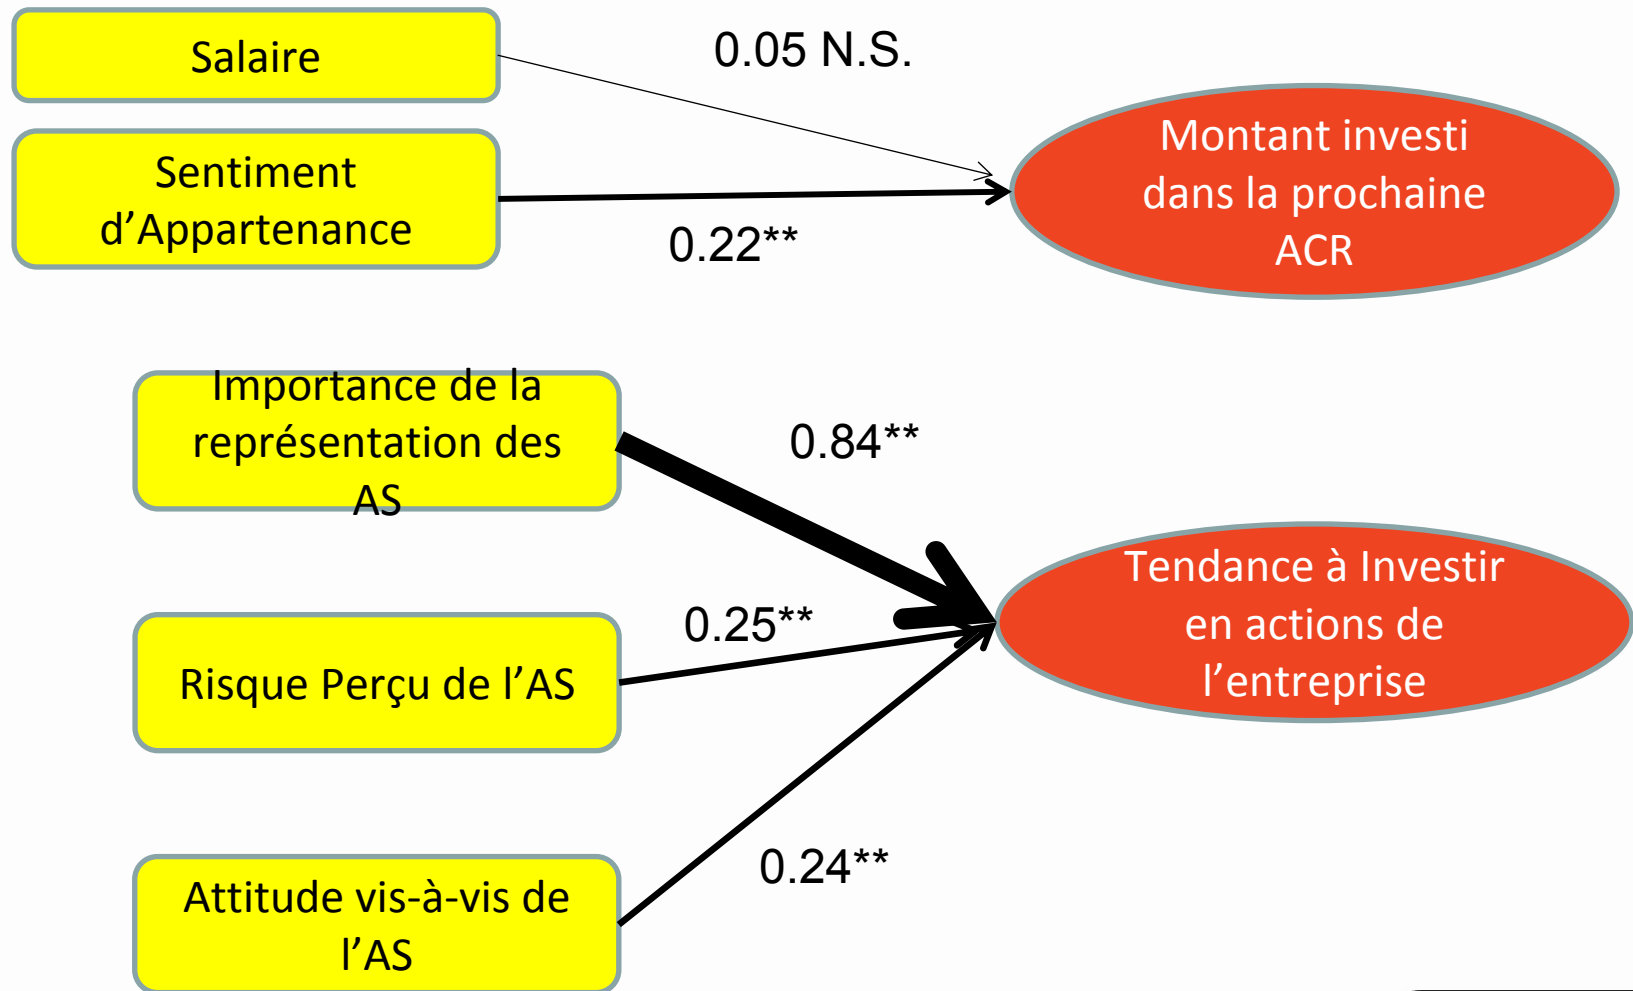 Salaire
0.05 N.S.
Sentiment
d’Appartenance
0.22**
Montant investi
dans la prochaine
ACR
Importance de la
représentation des
AS
0.84**
Risque Perçu de l’AS
0.25**
Attitude vis-à-vis de
l’AS
0.24**
Tendance à Investir
en actions de
l’entreprise